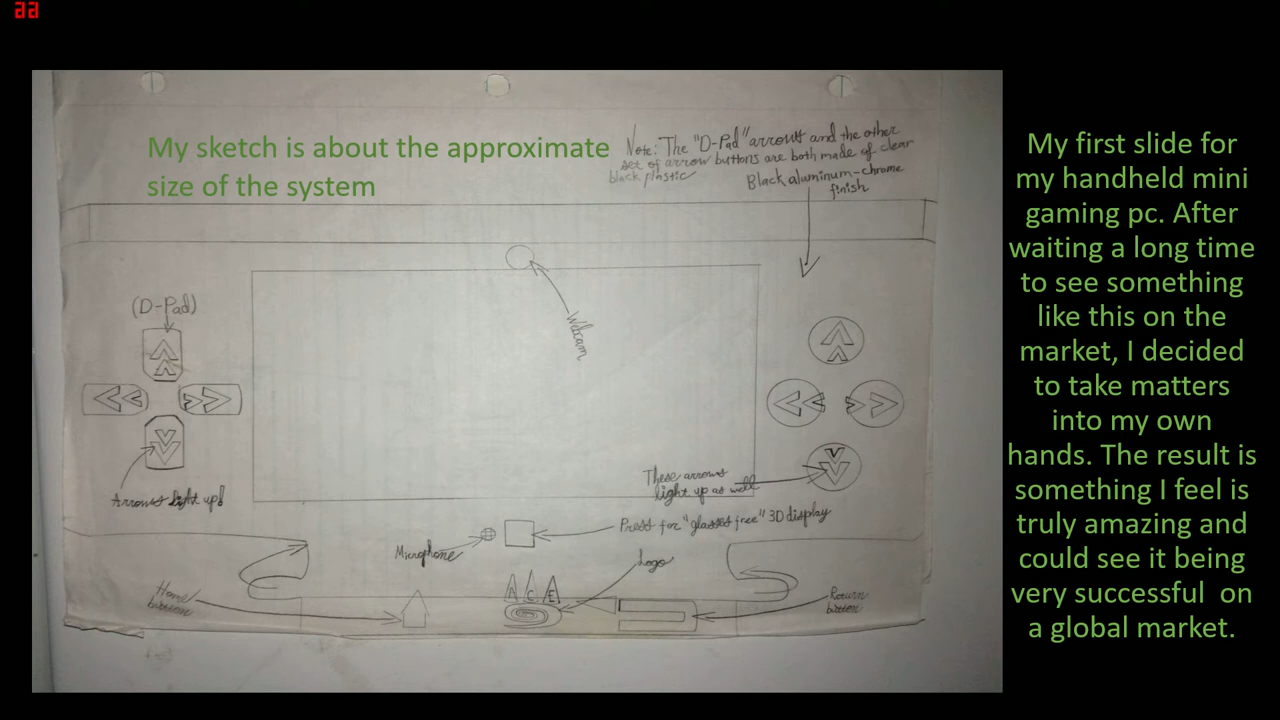 aa
My sketch is about the approximate
size of the system
Note: The "D-Pad" arrows and the other
set of arrow buttons are both made of clear
black plastic
Black aluminum-chrome
finish
(D-Pad)
Webcam
Arrows light up!
These arrows
light up as well
Press for "glasses free" 3D display
Microphone
Logo
A C E
Home
button
Return
button
My first slide for
my handheld mini
gaming pc. After
waiting a long time
to see something
like this on the
market, I decided
to take matters
into my own
hands. The result is
something I feel is
truly amazing and
could see it being
very successful on
a global market.